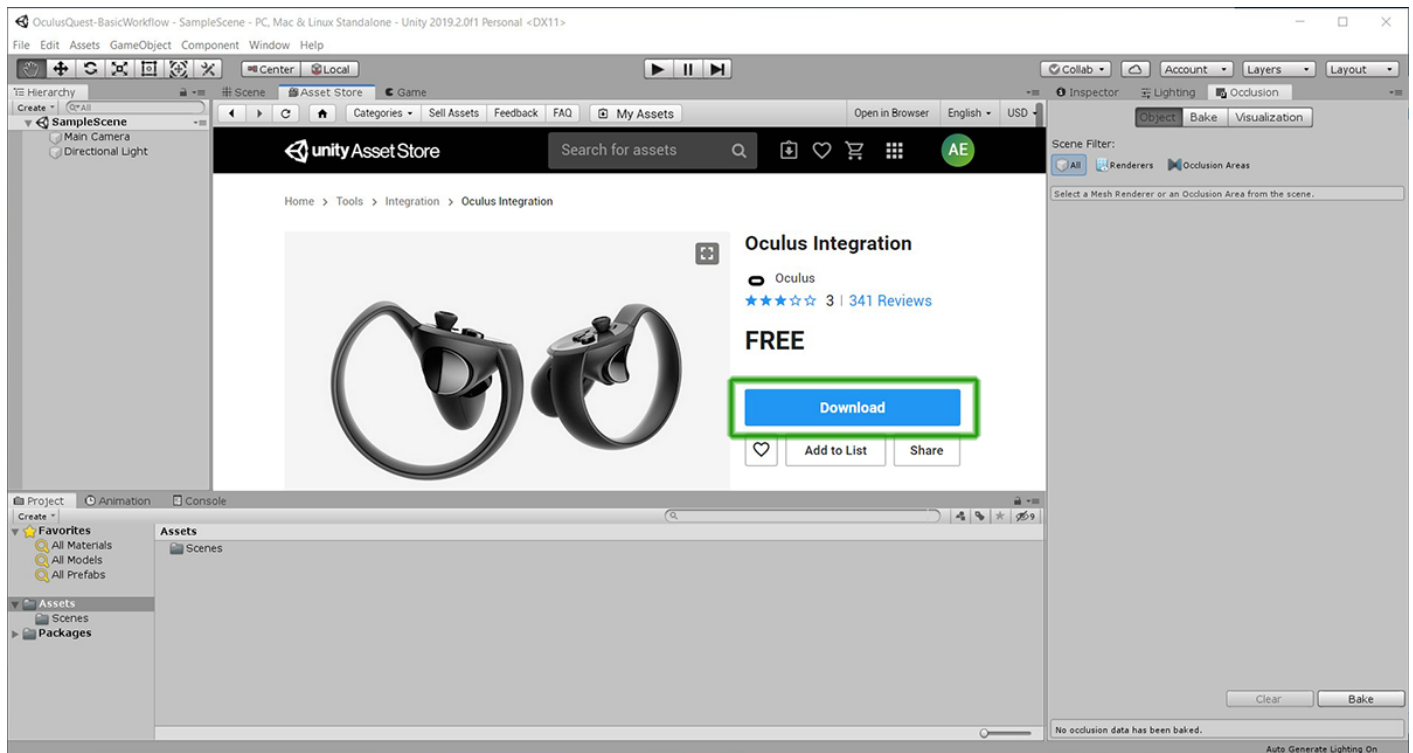 OculusQuest-BasicWorkflow - SampleScene - PC, Mac & Linux Standalone - Unity 2019.2.0f1 Personal <DX11>
File Edit Assets GameObject Component Window Help
Center Local Collab Account Layers Layout
Hierarchy
Create All
SampleScene
Main Camera
Directional Light
Scene Asset Store Game
Categories Sell Assets Feedback FAQ My Assets Open in Browser English USD
unity Asset Store Search for assets AE
Home > Tools > Integration > Oculus Integration
Oculus Integration
Oculus
3 | 341 Reviews
FREE
Download
Add to List Share
Inspector Lighting Occlusion
Object Bake Visualization
Scene Filter:
All Renderers Occlusion Areas
Select a Mesh Renderer or an Occlusion Area from the scene.
Project Animation Console
Create
9
Favorites
All Materials
All Models
All Prefabs
Assets
Scenes
Packages
Assets
Scenes
Clear Bake
No occlusion data has been baked.
Auto Generate Lighting On